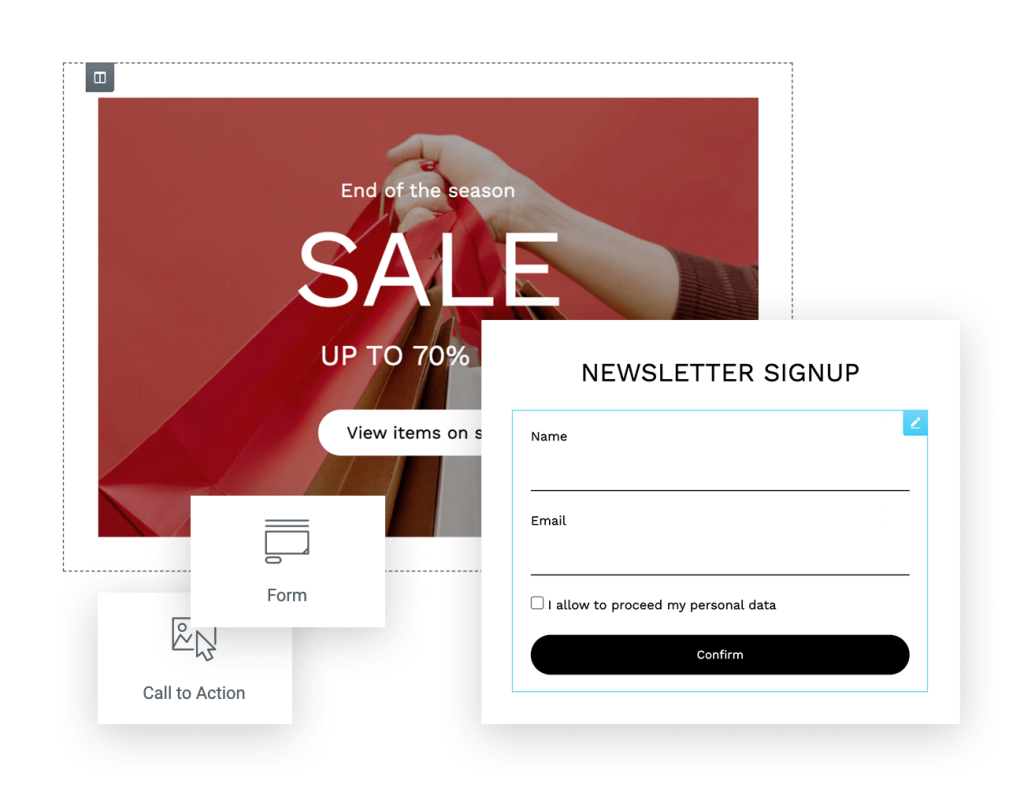 End of the season
SALE
UP TO 70%
View items on
NEWSLETTER SIGNUP
Name
Email
I allow to proceed my personal data
Confirm
Form
Call to Action